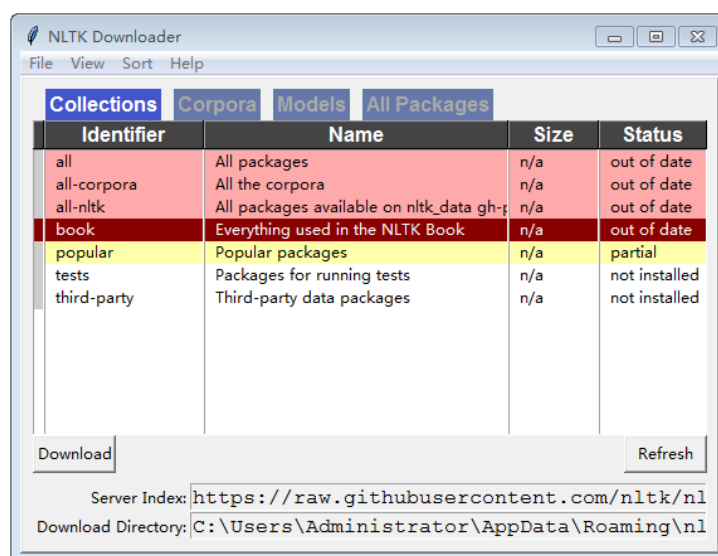 NLTK Downloader
File View Sort Help
Collections Corpora Models All Packages
Identifier Name Size Status
all All packages n/a out of date
all-corpora All the corpora n/a out of date
all-nltk All packages available on nltk_data gh-p n/a out of date
book Everything used in the NLTK Book n/a out of date
popular Popular packages n/a partial
tests Packages for running tests n/a not installed
third-party Third-party data packages n/a not installed
Download Refresh
Server Index: https://raw.githubusercontent.com/nltk/nl
Download Directory: C:\Users\Administrator\AppData\Roaming\nl